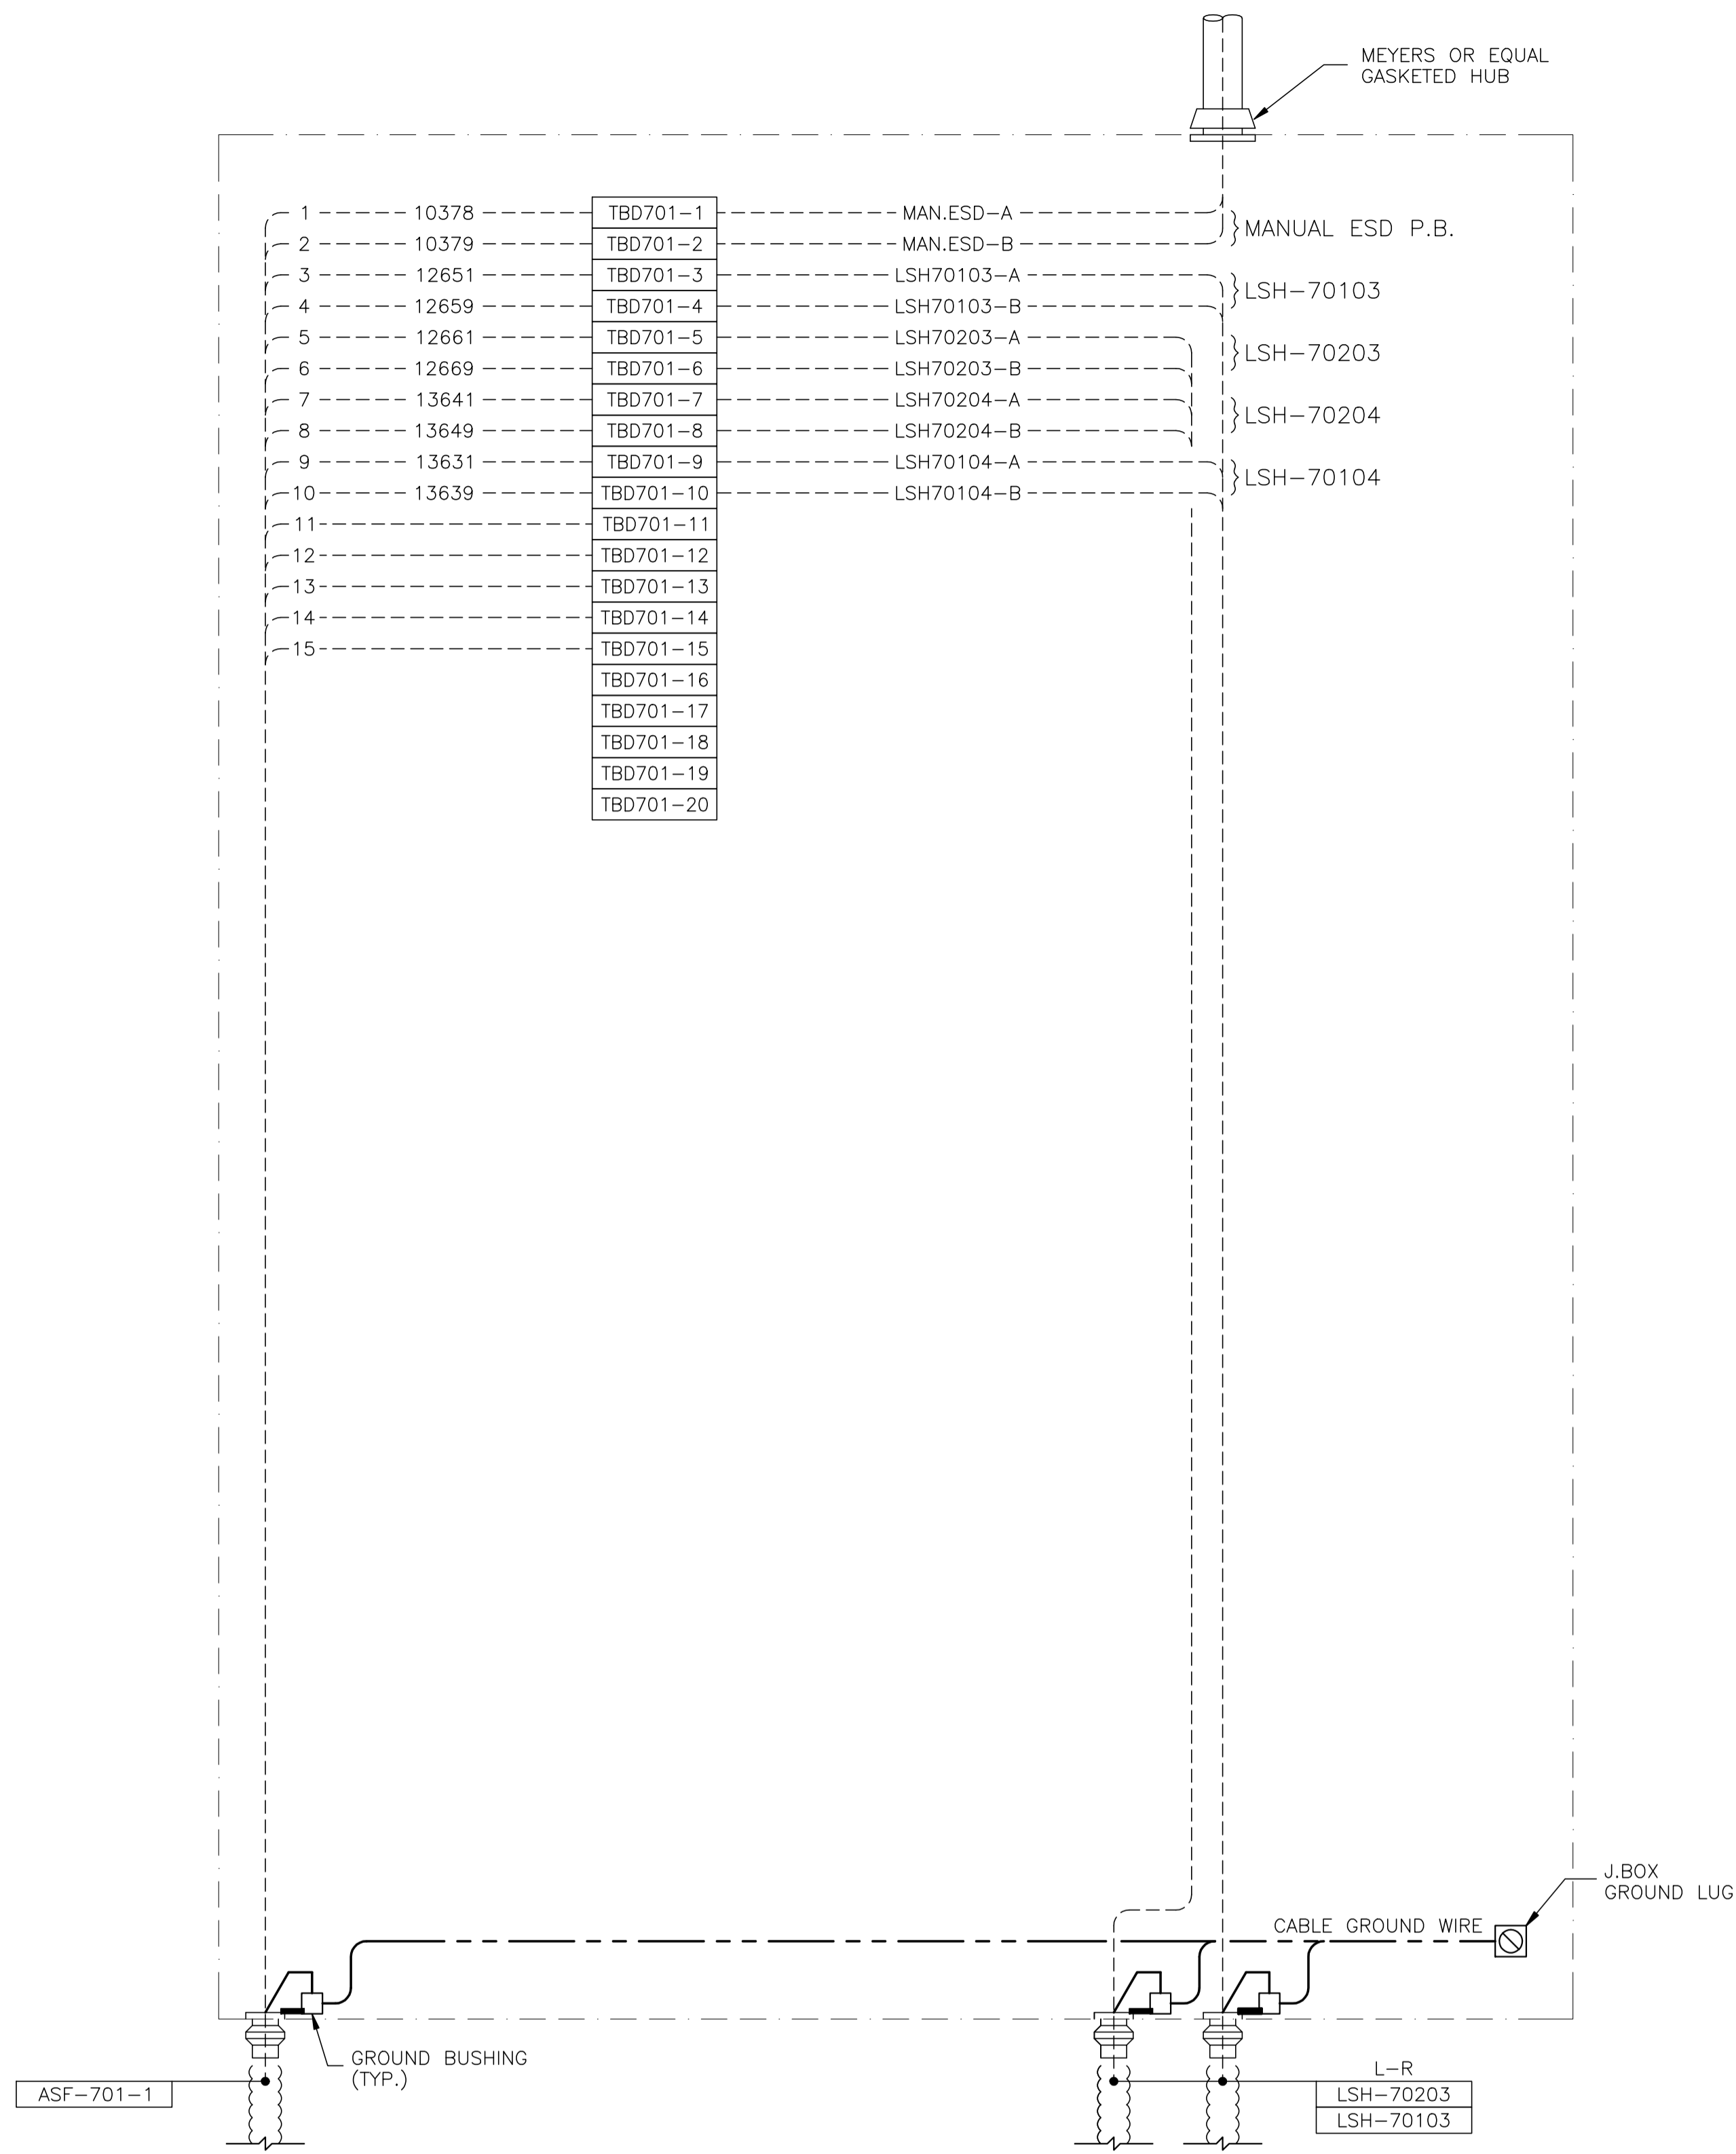 MEYERS OR EQUAL
GASKETED HUB
1 10378 TBD701-1 MAN.ESD-A
2 10379 TBD701-2 MAN.ESD-B
MANUAL ESD P.B.
3 12651 TBD701-3 LSH70103-A
4 12659 TBD701-4 LSH70103-B
LSH-70103
5 12661 TBD701-5 LSH70203-A
6 12669 TBD701-6 LSH70203-B
LSH-70203
7 13641 TBD701-7 LSH70204-A
8 13649 TBD701-8 LSH70204-B
LSH-70204
9 13631 TBD701-9 LSH70104-A
10 13639 TBD701-10 LSH70104-B
LSH-70104
11 TBD701-11
12 TBD701-12
13 TBD701-13
14 TBD701-14
15 TBD701-15
TBD701-16
TBD701-17
TBD701-18
TBD701-19
TBD701-20
J.BOX
GROUND LUG
CABLE GROUND WIRE
GROUND BUSHING
(TYP.)
ASF-701-1
L-R
LSH-70203
LSH-70103